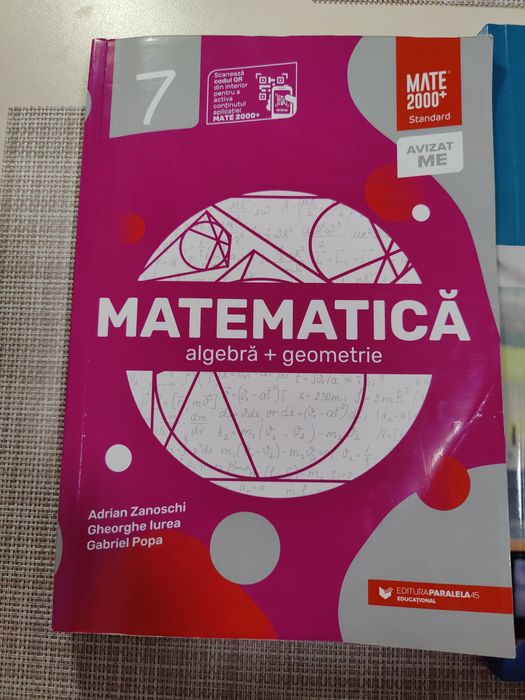 7
Scanează
codul QR
din interior
pentru a
activa
conținutul
aplicației
MATE 2000+
MATE
2000+
Standard
AVIZAT
ME
MATEMATICĂ
algebră + geometrie
Adrian Zanoschi
Gheorghe Iurea
Gabriel Popa
EDITURA PARALELA 45
EDUCAȚIONAL